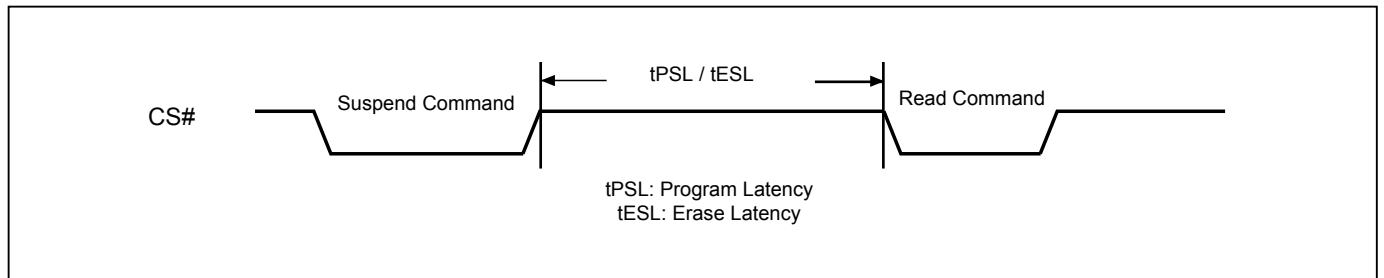 tPSL / tESL
Suspend Command
Read Command
CS#
tPSL: Program Latency
tESL: Erase Latency